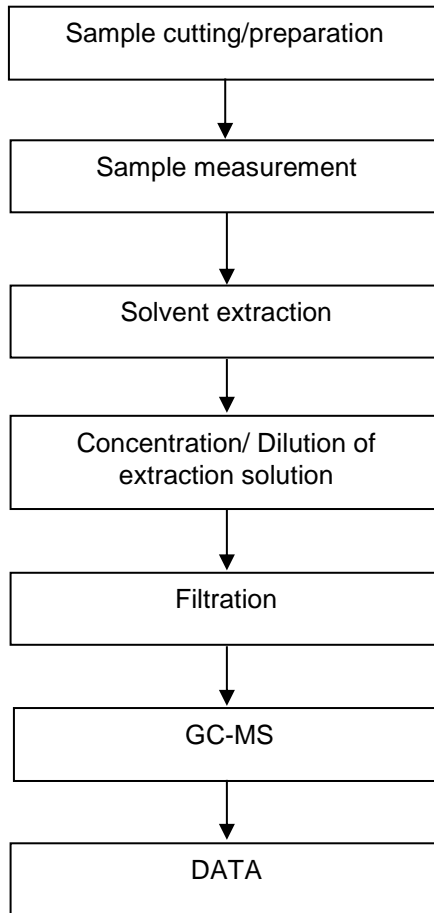 Sample cutting/preparation
Sample measurement
Solvent extraction
Concentration/ Dilution of
extraction solution
Filtration
GC-MS
DATA